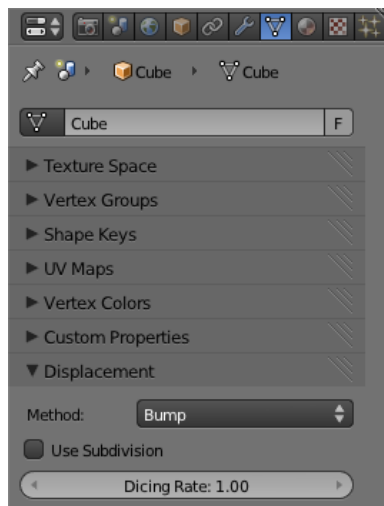 Cube Cube
Cube F
Texture Space
Vertex Groups
Shape Keys
UV Maps
Vertex Colors
Custom Properties
Displacement
Method: Bump
Use Subdivision
Dicing Rate: 1.00